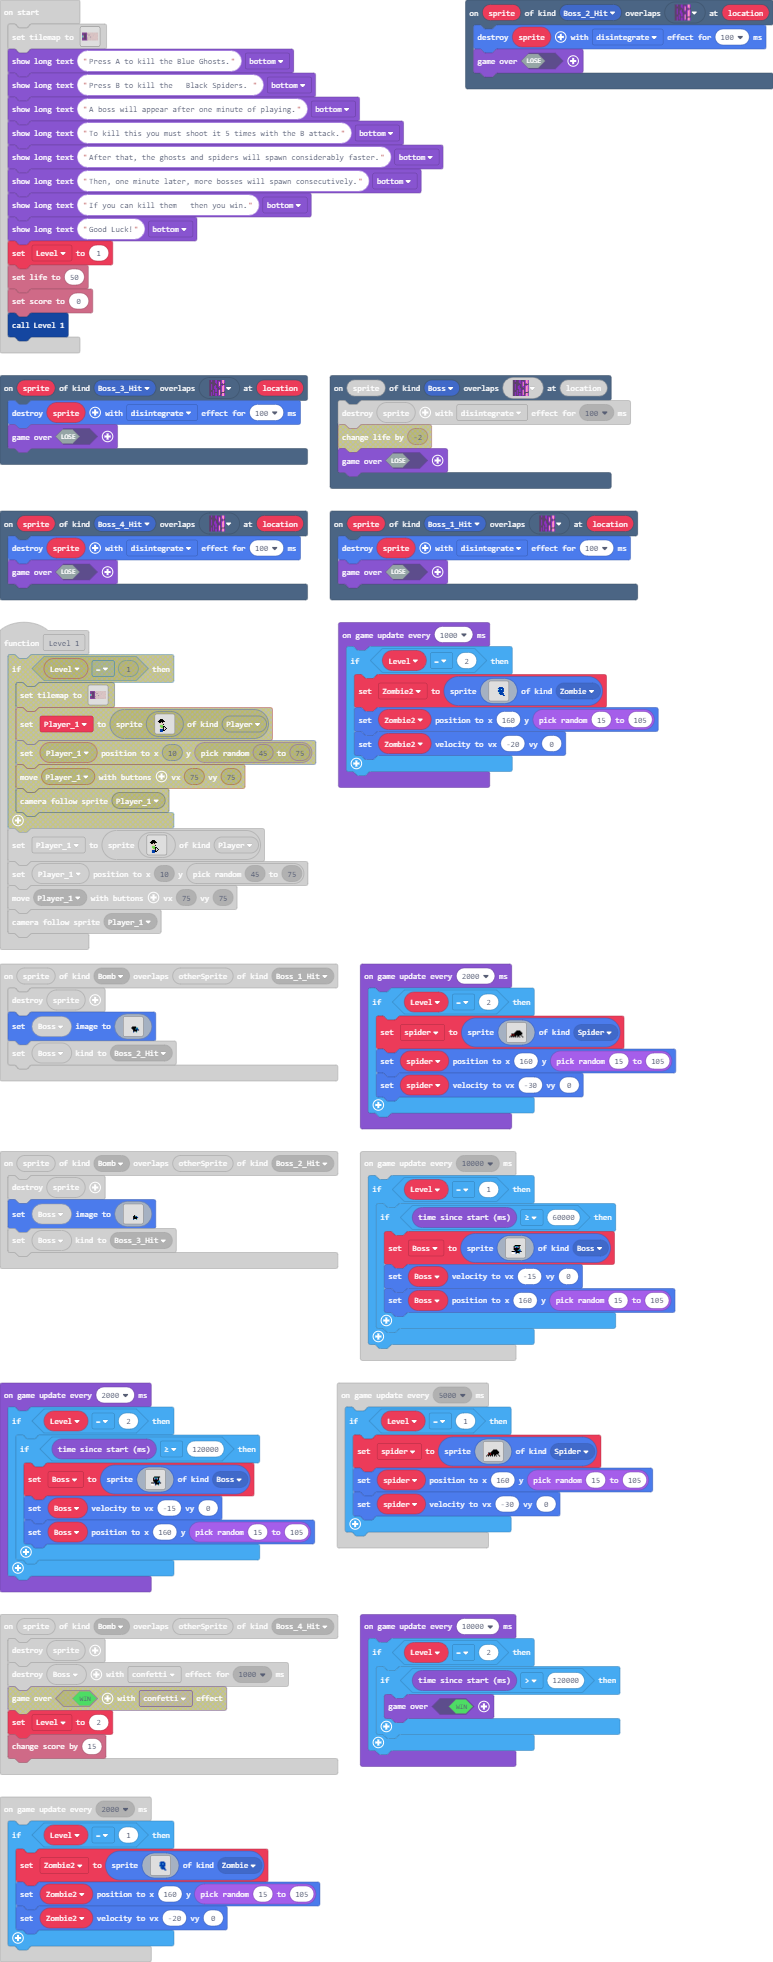 on start
set tilemap to
show long text "Press A to kill the Blue Ghosts." bottom
show long text "Press B to kill the   Black Spiders. " bottom
show long text "A boss will appear after one minute of playing." bottom
show long text "To kill this you must shoot it 5 times with the B attack." bottom
show long text "After that, the ghosts and spiders will spawn considerably faster." bottom
show long text "Then, one minute later, more bosses will spawn consecutively." bottom
show long text "If you can kill them   then you win." bottom
show long text "Good Luck!" bottom
set Level to 1
set life to 50
set score to 0
call Level 1
on sprite of kind Boss_2_Hit overlaps at location
destroy sprite with disintegrate effect for 100 ms
game over LOSE
on sprite of kind Boss_3_Hit overlaps at location
destroy sprite with disintegrate effect for 100 ms
game over LOSE
on sprite of kind Boss overlaps at location
destroy sprite with disintegrate effect for 100 ms
change life by -2
game over LOSE
on sprite of kind Boss_4_Hit overlaps at location
destroy sprite with disintegrate effect for 100 ms
game over LOSE
on sprite of kind Boss_1_Hit overlaps at location
destroy sprite with disintegrate effect for 100 ms
game over LOSE
function Level 1
if Level = 1 then
set tilemap to
set Player_1 to sprite of kind Player
set Player_1 position to x 10 y pick random 45 to 75
move Player_1 with buttons vx 75 vy 75
camera follow sprite Player_1
set Player_1 to sprite of kind Player
set Player_1 position to x 10 y pick random 45 to 75
move Player_1 with buttons vx 75 vy 75
camera follow sprite Player_1
on game update every 1000 ms
if Level = 2 then
set Zombie2 to sprite of kind Zombie
set Zombie2 position to x 160 y pick random 15 to 105
set Zombie2 velocity to vx -20 vy 0
on sprite of kind Bomb overlaps otherSprite of kind Boss_1_Hit
destroy sprite
set Boss image to
set Boss kind to Boss_2_Hit
on game update every 2000 ms
if Level = 2 then
set spider to sprite of kind Spider
set spider position to x 160 y pick random 15 to 105
set spider velocity to vx -30 vy 0
on sprite of kind Bomb overlaps otherSprite of kind Boss_2_Hit
destroy sprite
set Boss image to
set Boss kind to Boss_3_Hit
on game update every 10000 ms
if Level = 1 then
if time since start (ms) ≥ 60000 then
set Boss to sprite of kind Boss
set Boss velocity to vx -15 vy 0
set Boss position to x 160 y pick random 15 to 105
on game update every 2000 ms
if Level = 2 then
if time since start (ms) ≥ 120000 then
set Boss to sprite of kind Boss
set Boss velocity to vx -15 vy 0
set Boss position to x 160 y pick random 15 to 105
on game update every 5000 ms
if Level = 1 then
set spider to sprite of kind Spider
set spider position to x 160 y pick random 15 to 105
set spider velocity to vx -30 vy 0
on sprite of kind Bomb overlaps otherSprite of kind Boss_4_Hit
destroy sprite
destroy Boss with confetti effect for 1000 ms
game over WIN with confetti effect
set Level to 2
change score by 15
on game update every 10000 ms
if Level = 2 then
if time since start (ms) > 120000 then
game over WIN
on game update every 2000 ms
if Level = 1 then
set Zombie2 to sprite of kind Zombie
set Zombie2 position to x 160 y pick random 15 to 105
set Zombie2 velocity to vx -20 vy 0